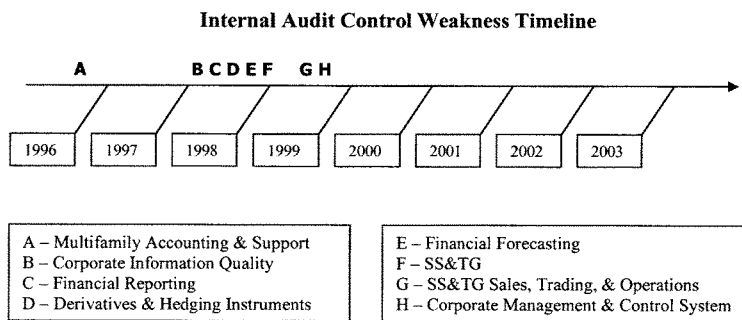 Internal Audit Control Weakness Timeline
A B C D E F G H
1996 1997 1998 1999 2000 2001 2002 2003
A – Multifamily Accounting & Support
B – Corporate Information Quality
C – Financial Reporting
D – Derivatives & Hedging Instruments
E – Financial Forecasting
F – SS&TG
G – SS&TG Sales, Trading, & Operations
H – Corporate Management & Control System